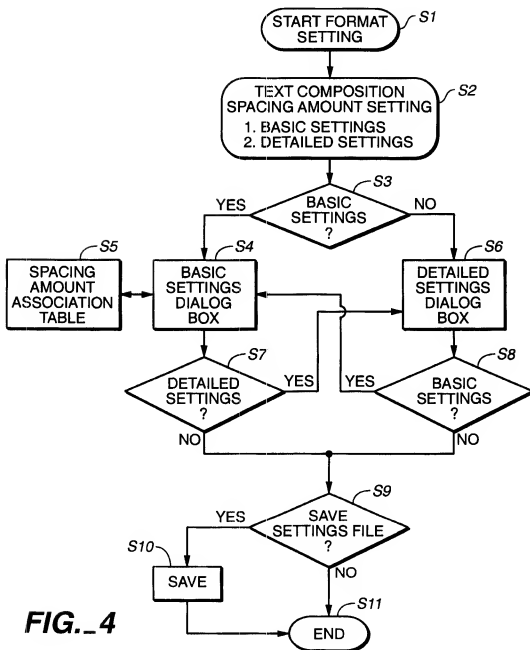 START FORMAT
SETTING
S1
TEXT COMPOSITION
SPACING AMOUNT SETTING
1. BASIC SETTINGS
2. DETAILED SETTINGS
S2
S3
YES
BASIC
SETTINGS
?
NO
S5
SPACING
AMOUNT
ASSOCIATION
TABLE
S4
BASIC
SETTINGS
DIALOG
BOX
S6
DETAILED
SETTINGS
DIALOG
BOX
S7
DETAILED
SETTINGS
?
YES
NO
S8
YES
BASIC
SETTINGS
?
NO
S9
YES
SAVE
SETTINGS FILE
?
NO
S10
SAVE
S11
END
FIG._4